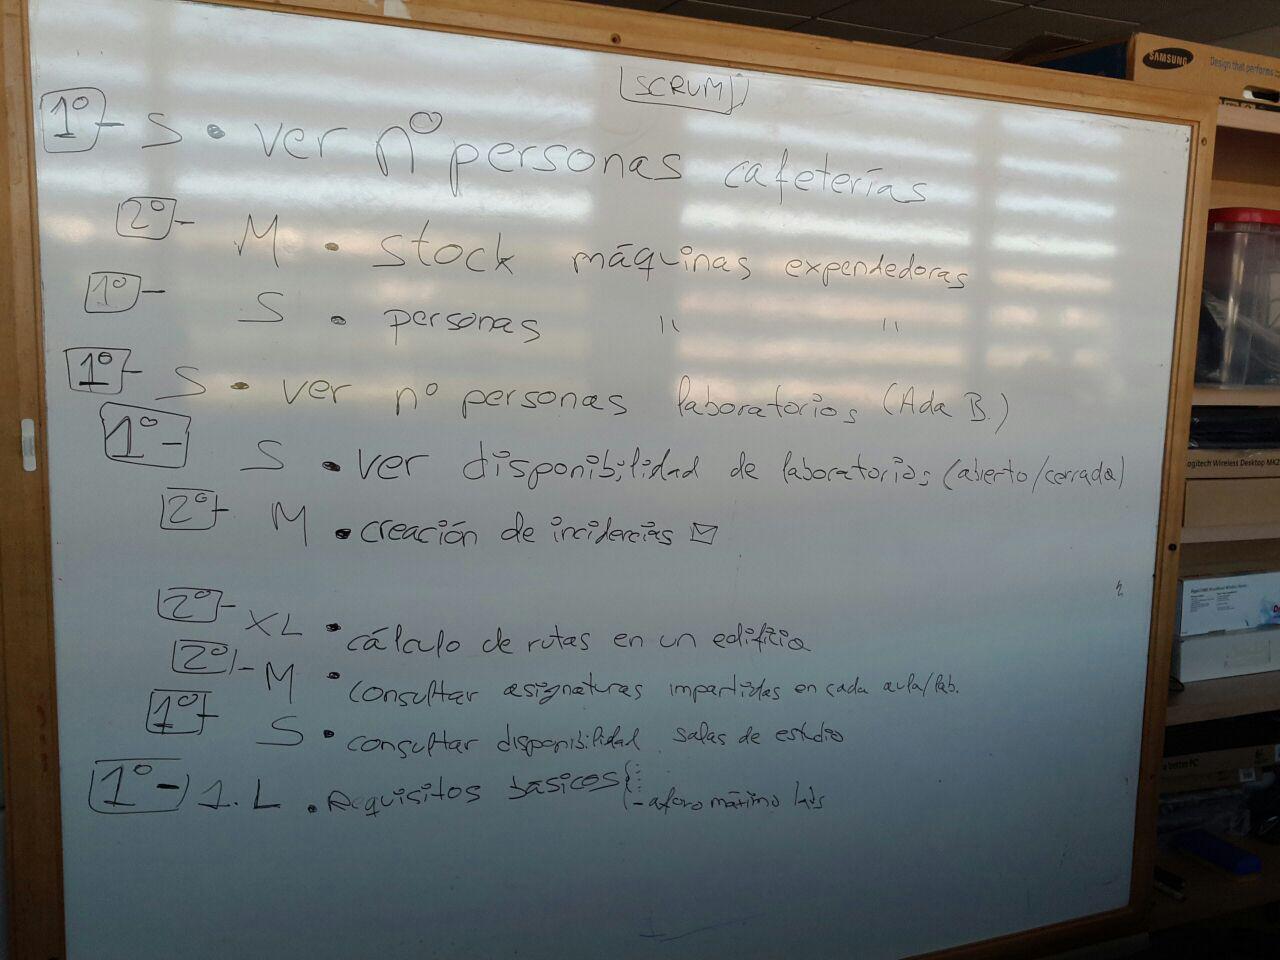 SCRUM
1º- S • ver nº personas cafeterías
2º- M • stock máquinas expendedoras
1º- S • personas " "
1º- S • ver nº personas laboratorios (Ada B.)
1º- S • ver disponibilidad de laboratorios (abierto/cerrada)
2º- M • creación de incidencias
2º- XL • cálculo de rutas en un edificio
2º- M • consultar asignaturas impartidas en cada aula/lab.
1º- S • consultar disponibilidad salas de estudio
1º- 1. L • Requisitos básicos {
- aforo máximo labs
SAMSUNG
Design that performs
Logitech Wireless Desktop MK2